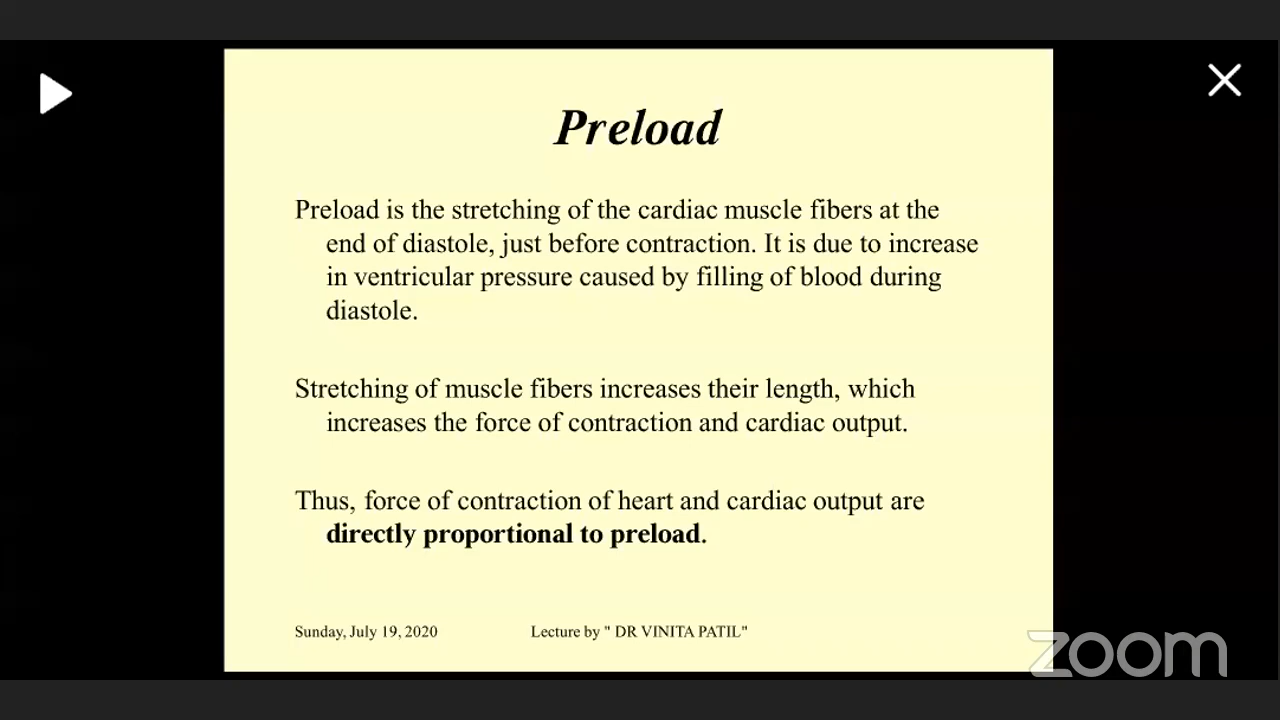 Preload
Preload is the stretching of the cardiac muscle fibers at the
end of diastole, just before contraction. It is due to increase
in ventricular pressure caused by filling of blood during
diastole.
Stretching of muscle fibers increases their length, which
increases the force of contraction and cardiac output.
Thus, force of contraction of heart and cardiac output are
directly proportional to preload.
Sunday, July 19, 2020 Lecture by " DR VINITA PATIL"
zoom